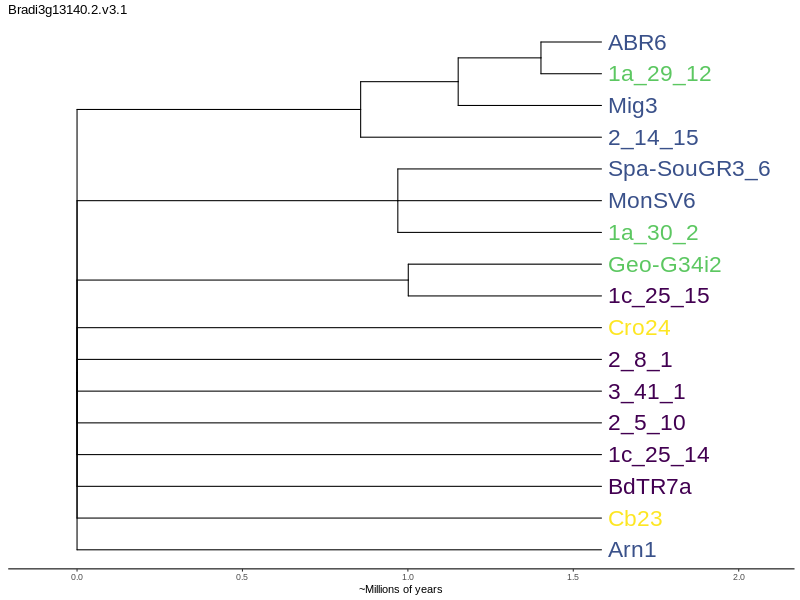 Bradi3g13140.2.v3.1
ABR6
1a_29_12
Mig3
2_14_15
Spa-SouGR3_6
MonSV6
1a_30_2
Geo-G34i2
1c_25_15
Cro24
2_8_1
3_41_1
2_5_10
1c_25_14
BdTR7a
Cb23
Arn1
0.0 0.5 1.0 1.5 2.0
~Millions of years